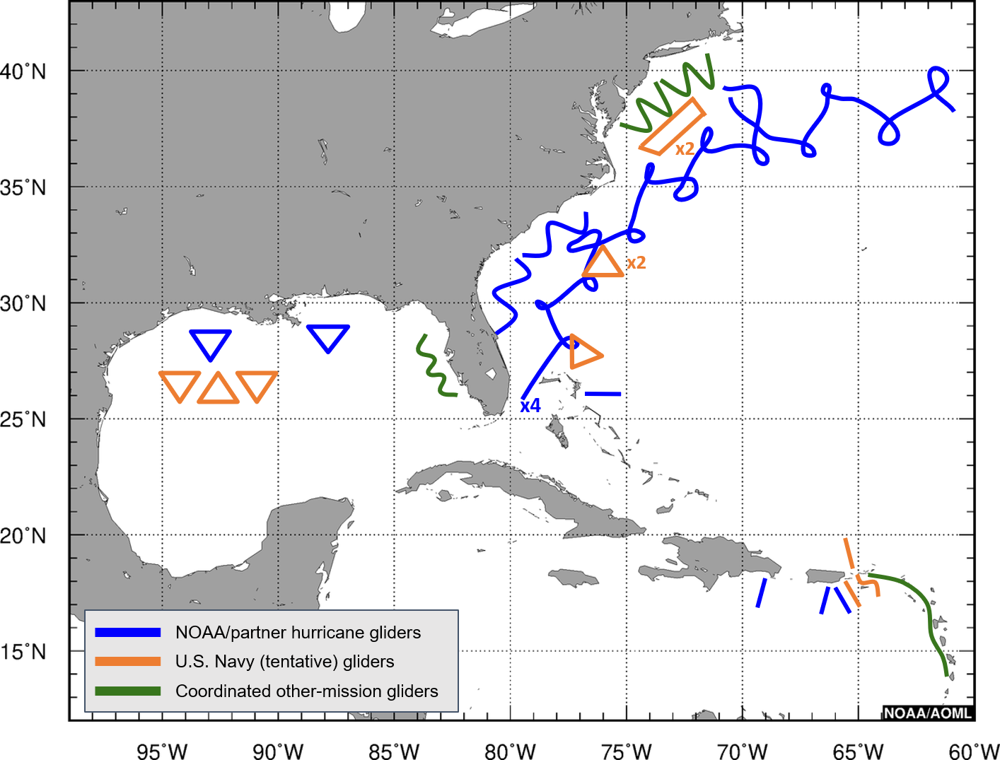 40°N
35°N
30°N
25°N
20°N
15°N
x2
x2
x4
NOAA/partner hurricane gliders
U.S. Navy (tentative) gliders
Coordinated other-mission gliders
NOAA/AOML
95°W 90°W 85°W 80°W 75°W 70°W 65°W 60°W